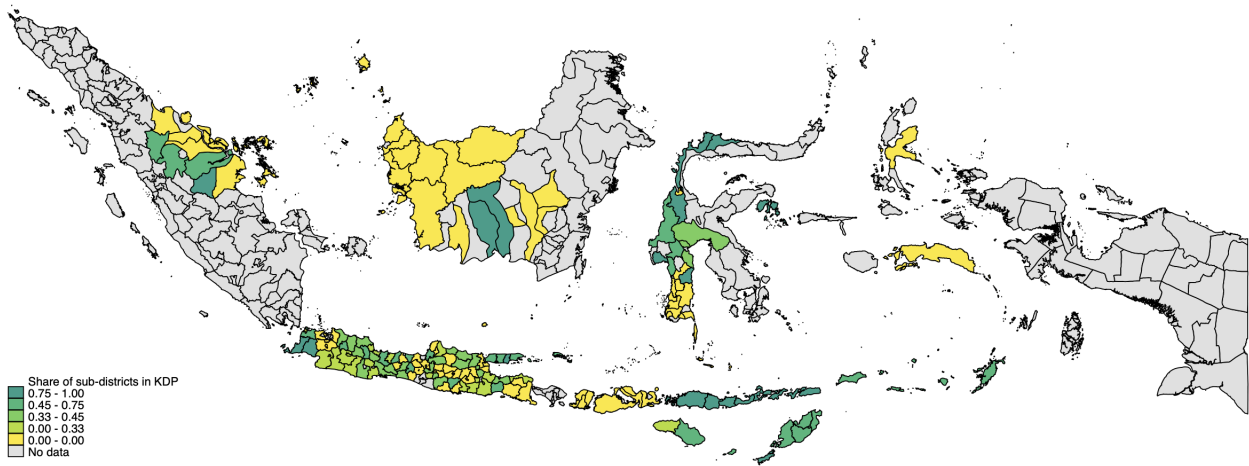 Share of sub-districts in KDP
0.75 - 1.00
0.45 - 0.75
0.33 - 0.45
0.00 - 0.33
0.00 - 0.00
No data